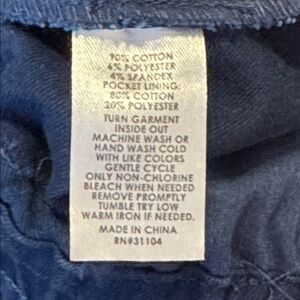 90% COTTON
6% POLYESTER
4% SPANDEX
POCKET LINING:
80% COTTON
20% POLYESTER
TURN GARMENT
INSIDE OUT
MACHINE WASH OR
HAND WASH COLD
WITH LIKE COLORS
GENTLE CYCLE
ONLY NON-CHLORINE
BLEACH WHEN NEEDED
REMOVE PROMPTLY
TUMBLE TRY LOW
WARM IRON IF NEEDED.
MADE IN CHINA
RN#31104